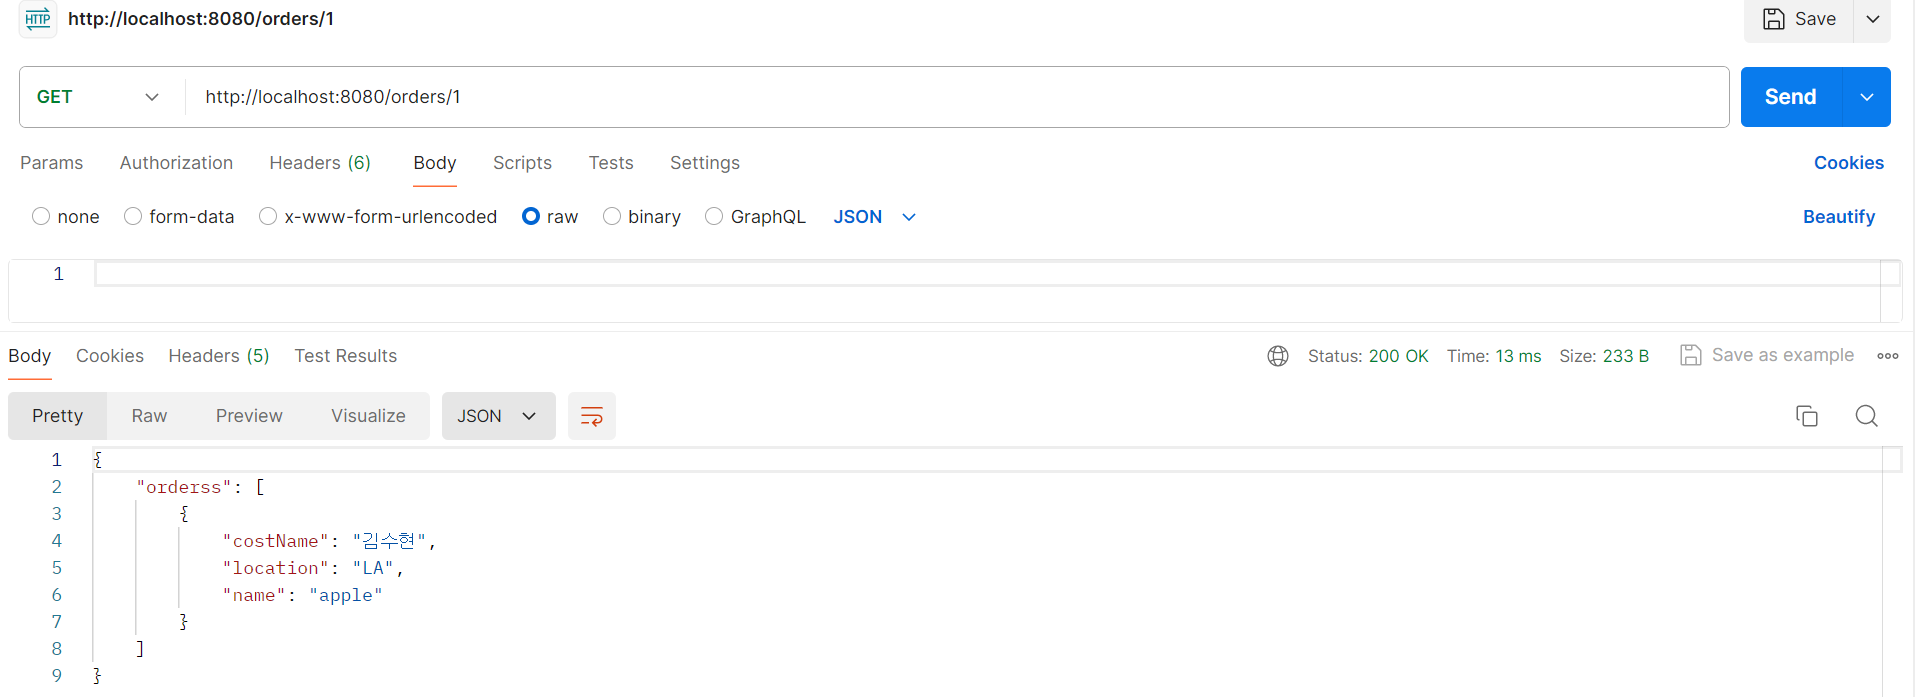 HTTP http://localhost:8080/orders/1 Save
GET http://localhost:8080/orders/1 Send
Params Authorization Headers (6) Body Scripts Tests Settings Cookies
none form-data x-www-form-urlencoded raw binary GraphQL JSON Beautify
1
Body Cookies Headers (5) Test Results Status: 200 OK Time: 13 ms Size: 233 B Save as example
Pretty Raw Preview Visualize JSON
1 {
2 "orderss": [
3 {
4 "costName": "김수현",
5 "location": "LA",
6 "name": "apple"
7 }
8 ]
9 }